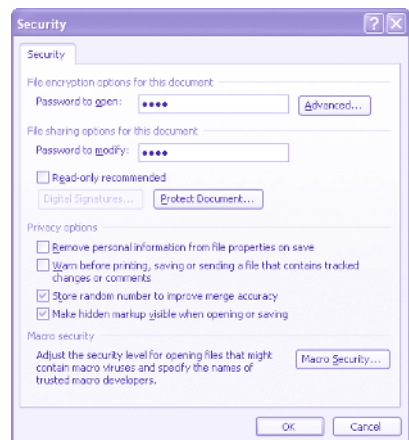 Security
Security
File encryption options for this document
Password to open:
Advanced...
File sharing options for this document
Password to modify:
Read-only recommended
Digital Signatures...
Protect Document...
Privacy options
Remove personal information from file properties on save
Warn before printing, saving or sending a file that contains tracked
changes or comments
Store random number to improve merge accuracy
Make hidden markup visible when opening or saving
Macro security
Adjust the security level for opening files that might
contain macro viruses and specify the names of
trusted macro developers.
Macro Security...
OK
Cancel